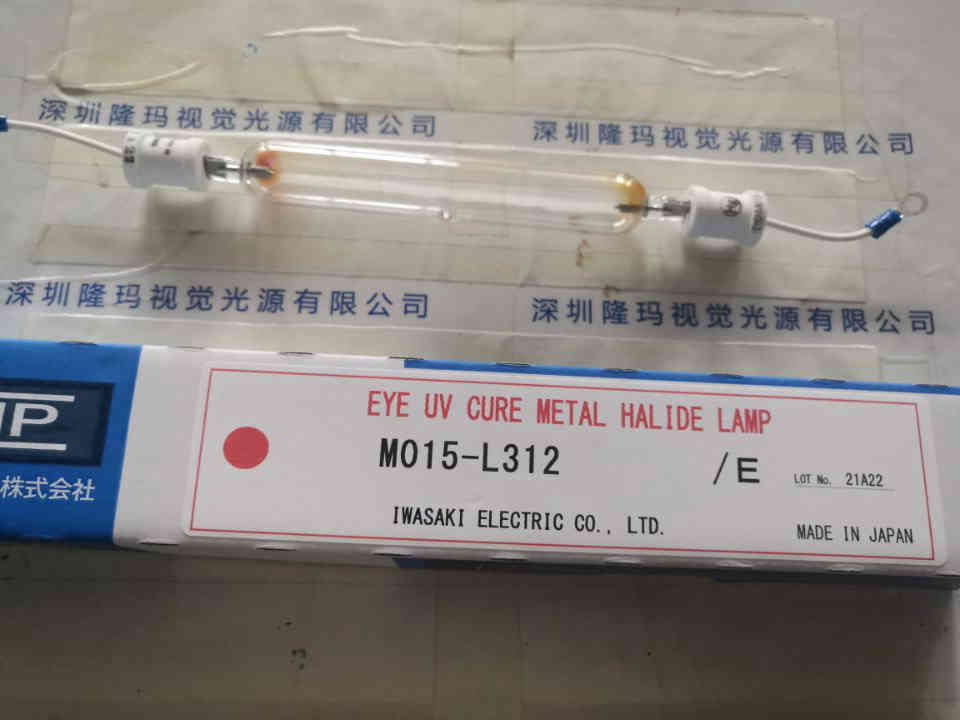 深圳隆玛视觉光源有限公司
深圳隆玛视觉光源有限公司
深圳隆玛视觉光源有限公司
深圳隆玛视觉光源有限公司
EYE UV CURE METAL HALIDE LAMP
M015-L312 /E LOT No. 21A22
IWASAKI ELECTRIC CO., LTD.
MADE IN JAPAN
株式会社